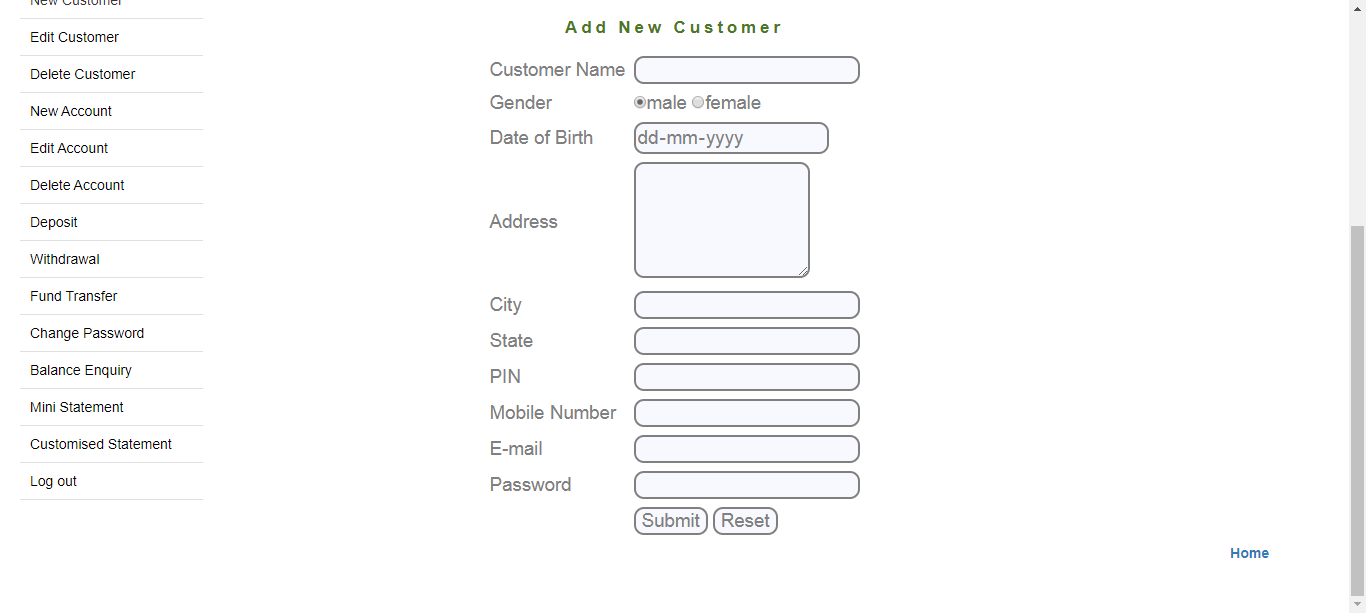 New Customer
Edit Customer
Delete Customer
New Account
Edit Account
Delete Account
Deposit
Withdrawal
Fund Transfer
Change Password
Balance Enquiry
Mini Statement
Customised Statement
Log out
Add New Customer
Customer Name
Gender male female
Date of Birth dd-mm-yyyy
Address
City
State
PIN
Mobile Number
E-mail
Password
Submit Reset
Home